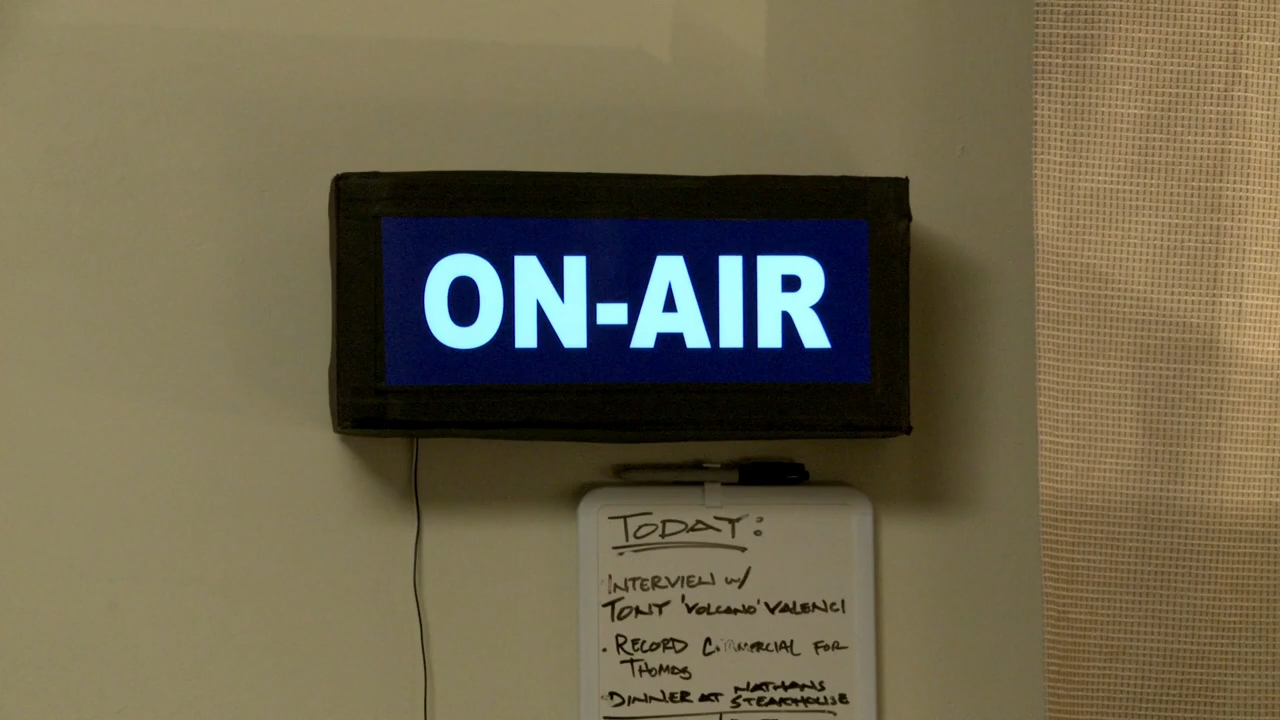 ON-AIR
TODAY:
INTERVIEW w/
TONY 'VOLCANO' VALENCI
• RECORD COMMERCIAL FOR
THOMAS
• DINNER AT NATHANS
STEAKHOUSE